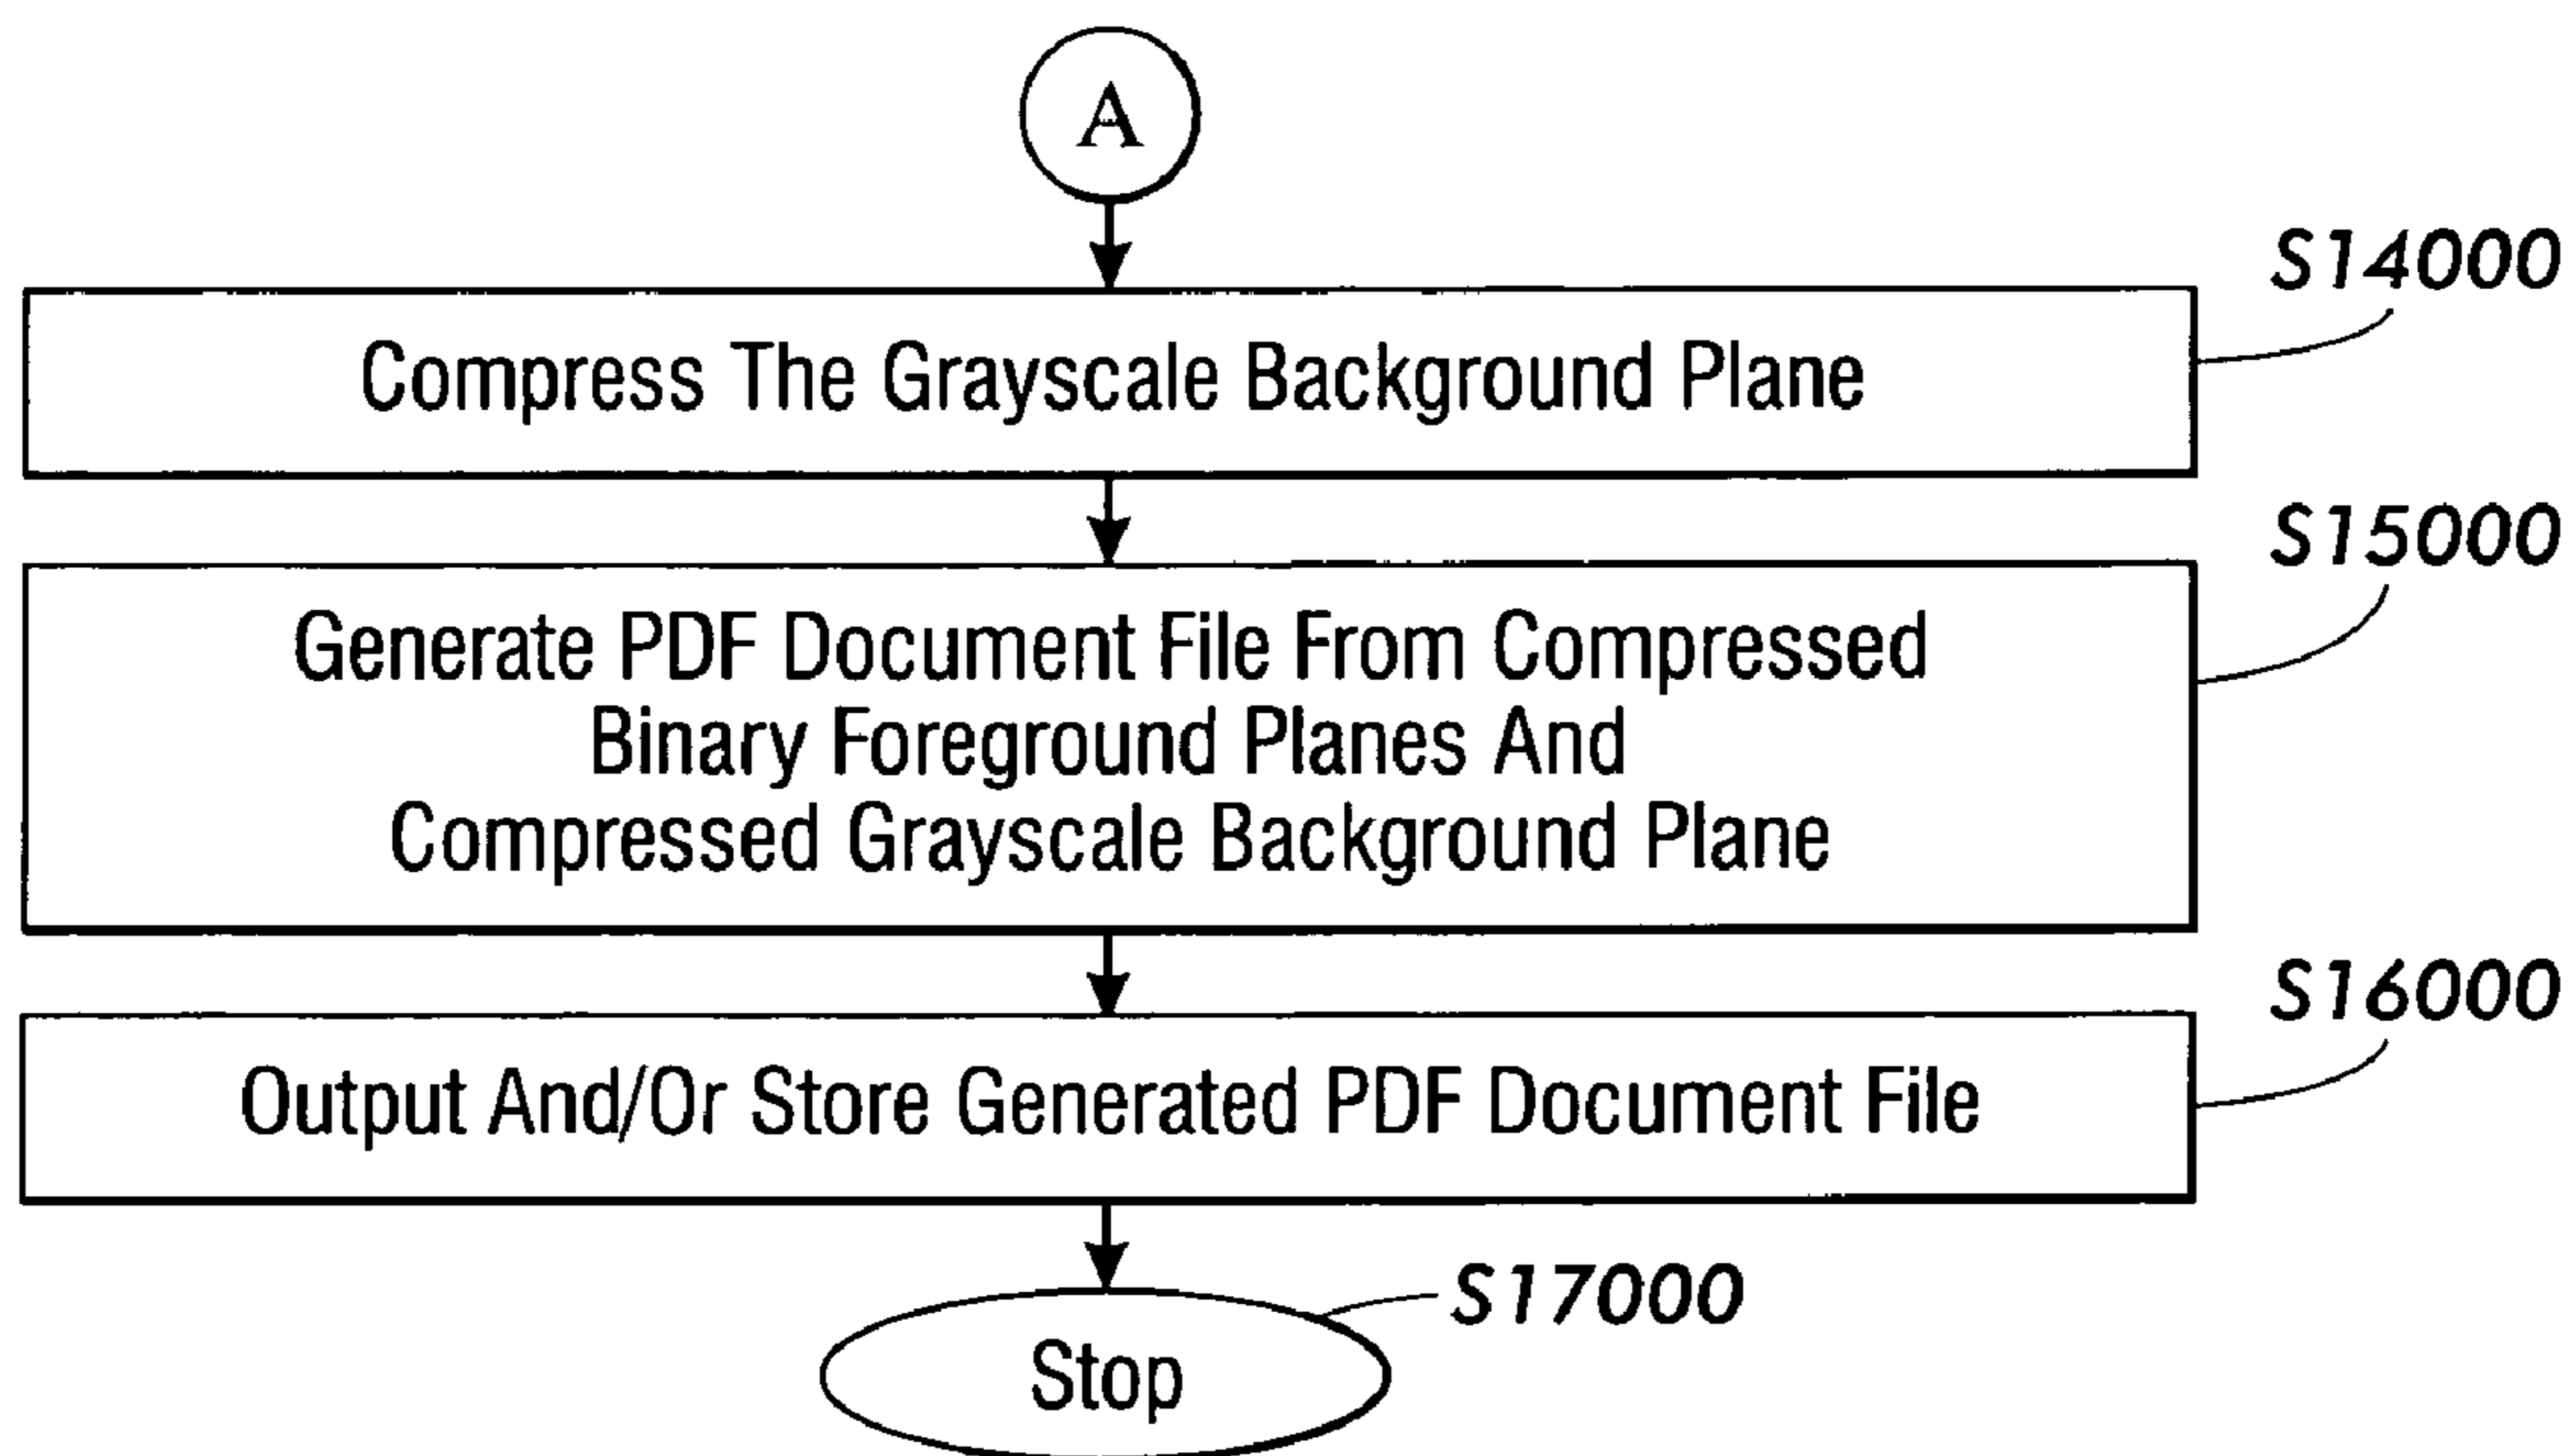 A
S14000
Compress The Grayscale Background Plane
S15000
Generate PDF Document File From Compressed
Binary Foreground Planes And
Compressed Grayscale Background Plane
S16000
Output And/Or Store Generated PDF Document File
S17000
Stop